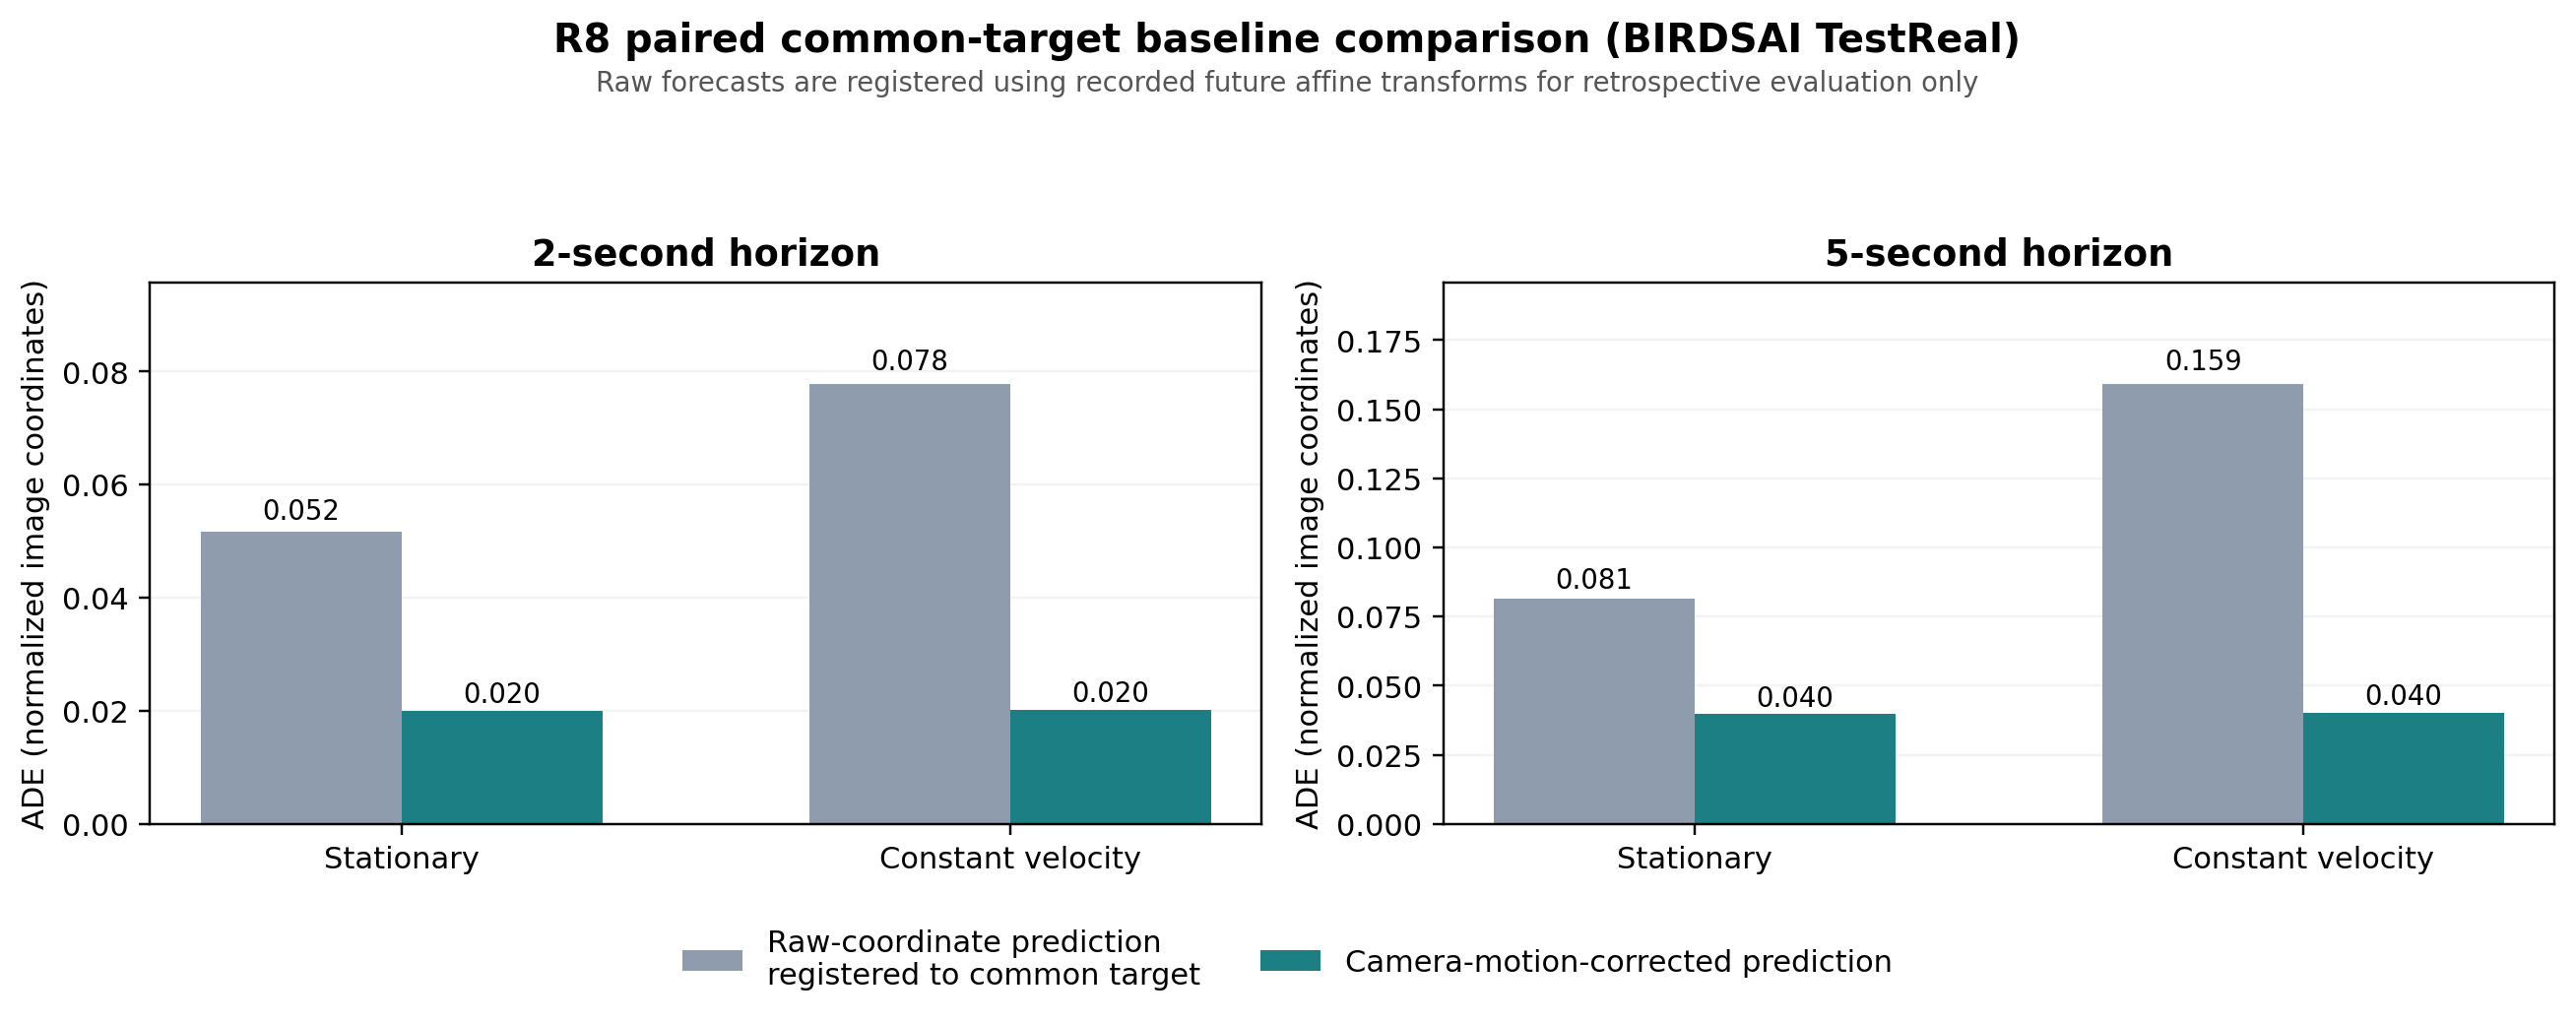 R8 paired common-target baseline comparison (BIRDSAI TestReal)
Raw forecasts are registered using recorded future affine transforms for retrospective evaluation only
2-second horizon
ADE (normalized image coordinates)
0.08
0.06
0.04
0.02
0.00
0.052
0.020
0.078
0.020
Stationary
Constant velocity
5-second horizon
ADE (normalized image coordinates)
0.175
0.150
0.125
0.100
0.075
0.050
0.025
0.000
0.081
0.040
0.159
0.040
Stationary
Constant velocity
Raw-coordinate prediction
registered to common target
Camera-motion-corrected prediction